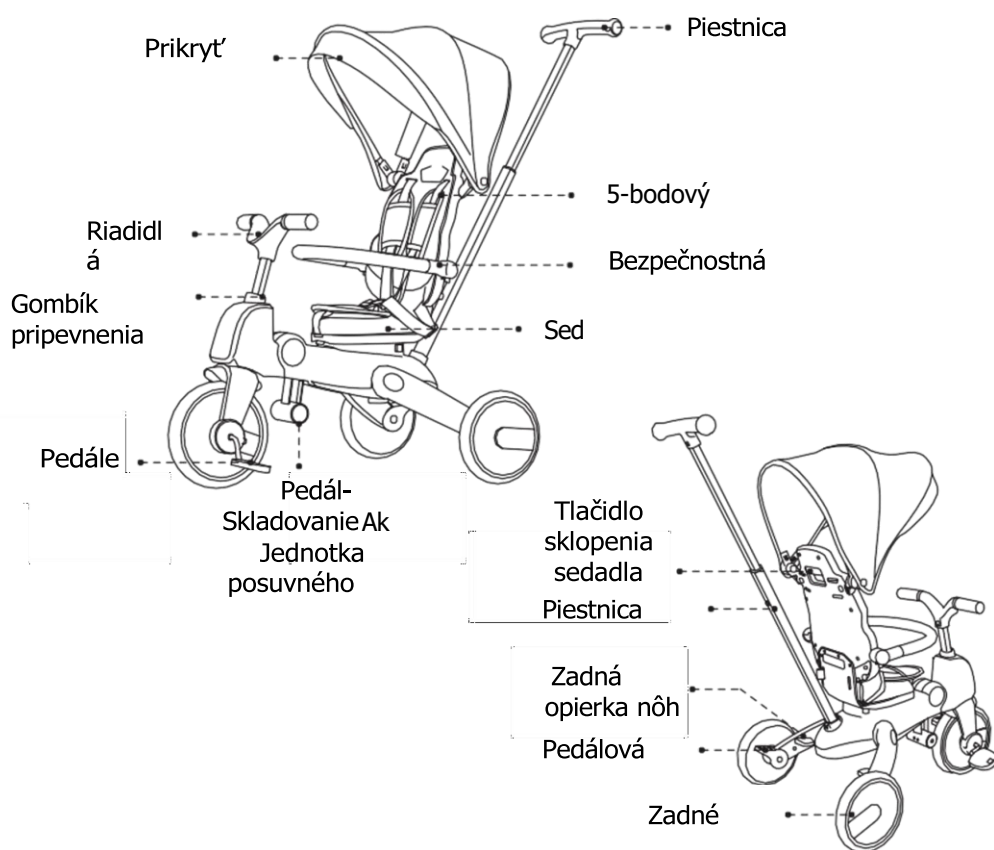 Piestnica
Prikryť
5-bodový
Riadidl
á
Bezpečnostná
Gombík
pripevnenia
Sed
Pedále
Pedál-
Skladovanie Ak
Jednotka
posuvného
Tlačidlo
sklopenia
sedadla
Piestnica
Zadná
opierka nôh
Pedálová
Zadné